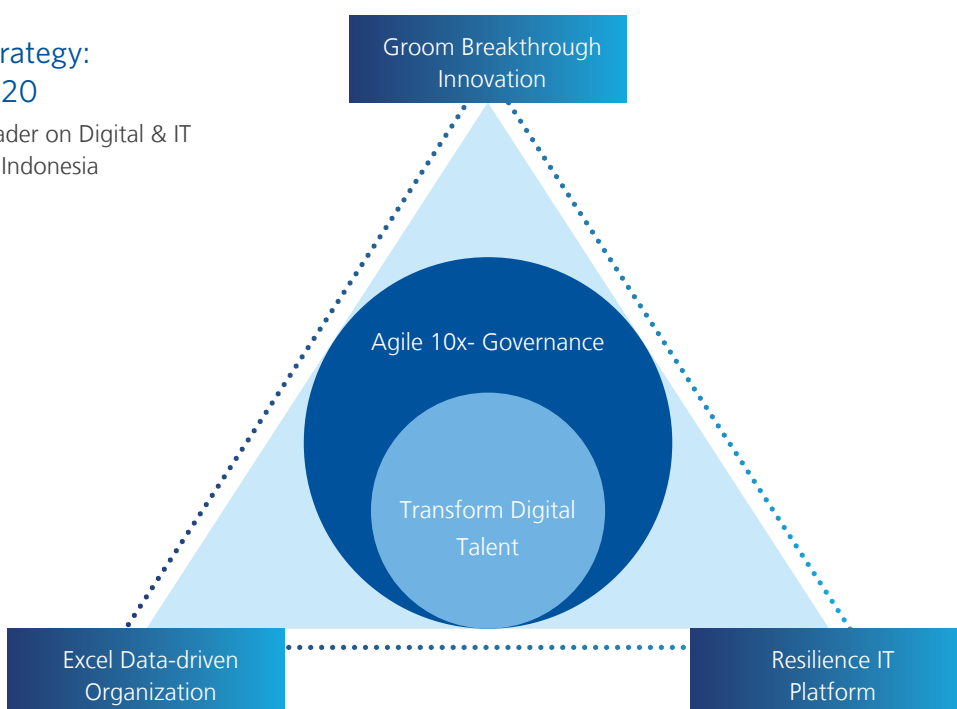 rategy:
20
ader on Digital & IT
Indonesia
Groom Breakthrough
Innovation
Agile 10x- Governance
Transform Digital
Talent
Excel Data-driven
Organization
Resilience IT
Platform